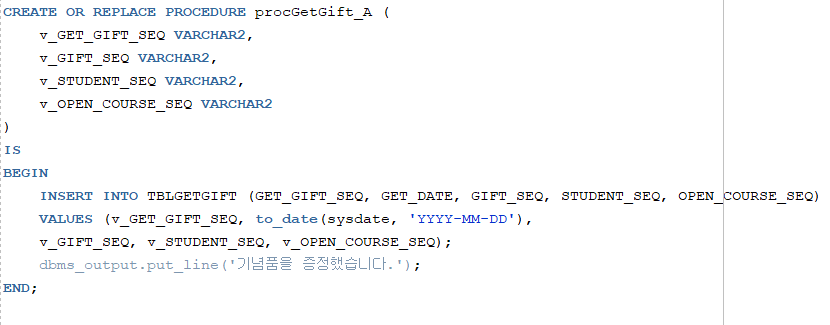 CREATE OR REPLACE PROCEDURE procGetGift_A (
v_GET_GIFT_SEQ VARCHAR2,
v_GIFT_SEQ VARCHAR2,
v_STUDENT_SEQ VARCHAR2,
v_OPEN_COURSE_SEQ VARCHAR2
)
IS
BEGIN
INSERT INTO TBLGETGIFT (GET_GIFT_SEQ, GET_DATE, GIFT_SEQ, STUDENT_SEQ, OPEN_COURSE_SEQ)
VALUES (v_GET_GIFT_SEQ, to_date(sysdate, 'YYYY-MM-DD'),
v_GIFT_SEQ, v_STUDENT_SEQ, v_OPEN_COURSE_SEQ);
dbms_output.put_line('기념품을 증정했습니다.');
END;